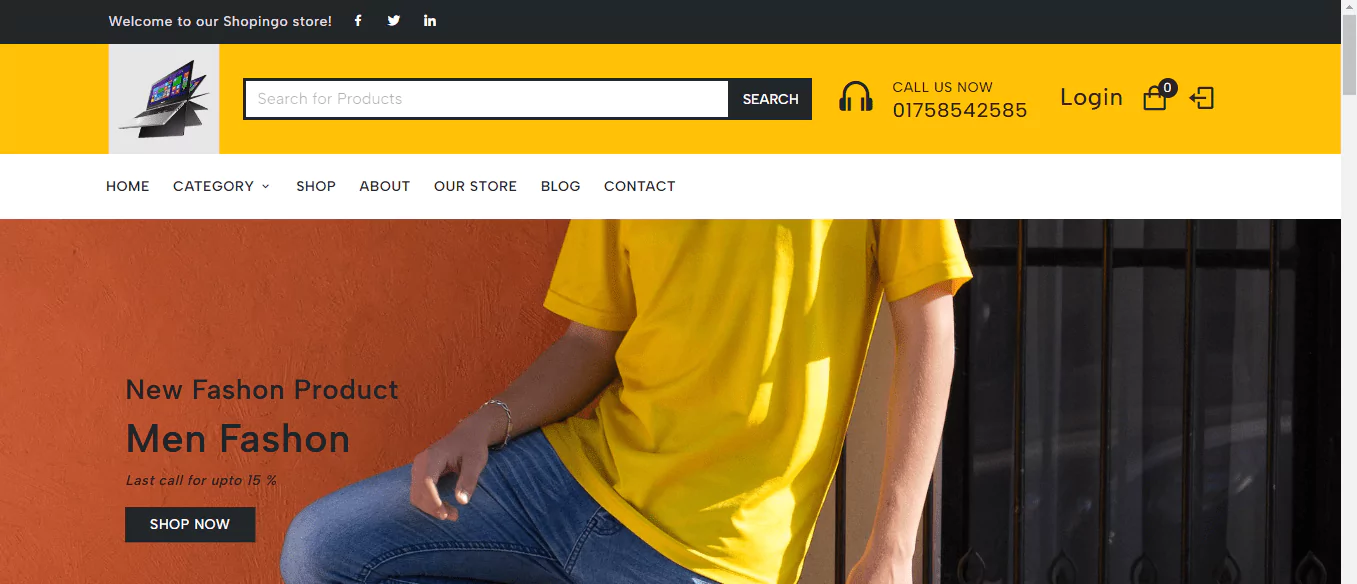 Welcome to our Shopingo store!
Search for Products
SEARCH
CALL US NOW
01758542585
Login
0
HOME
CATEGORY
SHOP
ABOUT
OUR STORE
BLOG
CONTACT
New Fashon Product
Men Fashon
Last call for upto 15 %
SHOP NOW